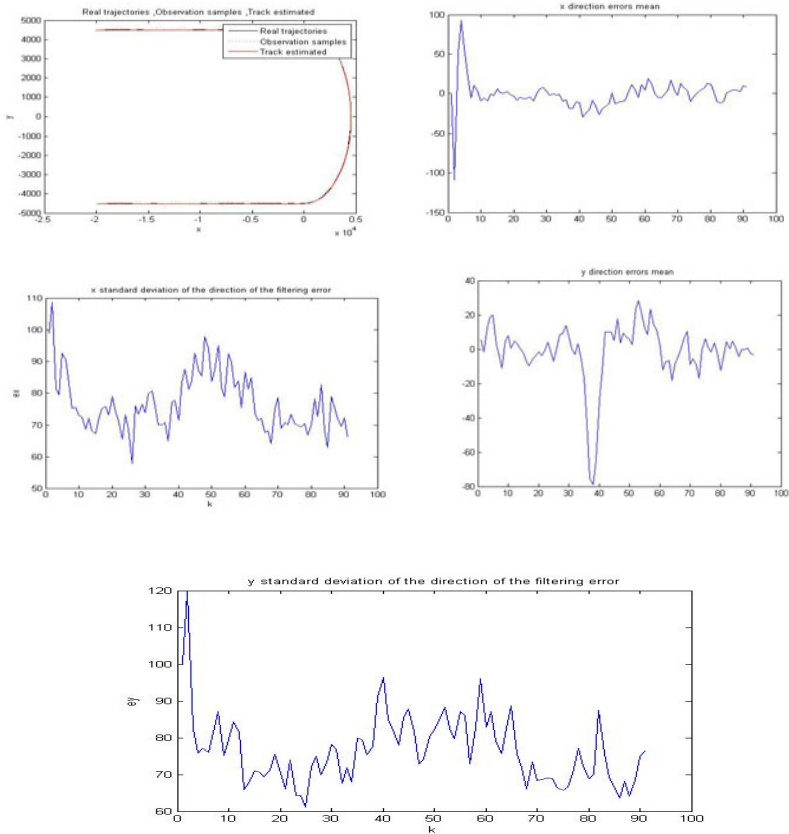 Real trajectories ,Observation samples ,Track estimated
5000
4000
3000
2000
1000
0
-1000
-2000
-3000
-4000
-5000
y
Real trajectories
Observation samples
Track estimated
-2.5 -2 -1.5 -1 -0.5 0 0.5
x
x 10^4
x direction errors mean
100
50
0
-50
-100
-150
0 10 20 30 40 50 60 70 80 90 100
x standard deviation of the direction of the filtering error
110
100
90
80
70
60
50
ex
0 10 20 30 40 50 60 70 80 90 100
k
y direction errors mean
40
20
0
-20
-40
-60
-80
0 10 20 30 40 50 60 70 80 90 100
y standard deviation of the direction of the filtering error
120
110
100
90
80
70
60
ey
0 10 20 30 40 50 60 70 80 90 100
k